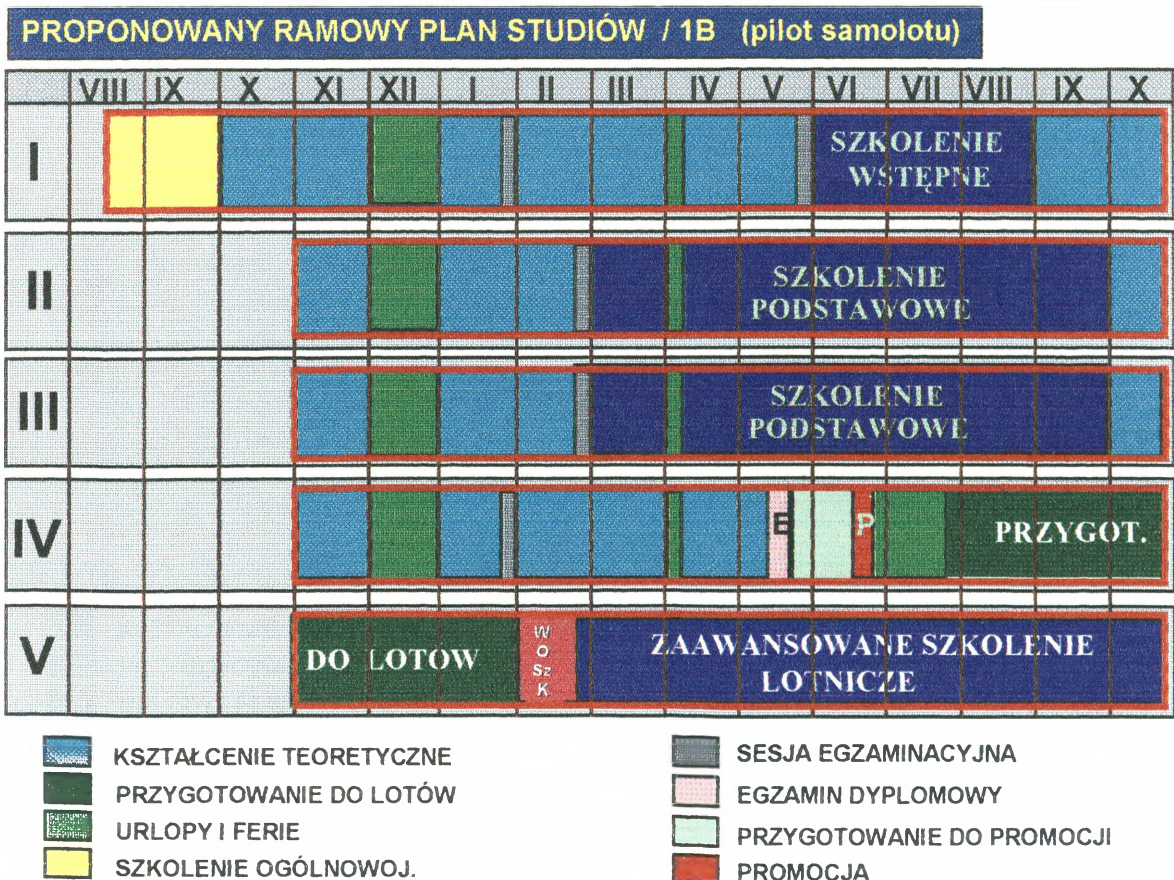 PROPONOWANY RAMOWY PLAN STUDIÓW / 1B (pilot samolotu)
VIII IX X XI XII I II III IV V VI VII VIII IX X
I
SZKOLENIE
WSTĘPNE
II
SZKOLENIE
PODSTAWOWE
III
SZKOLENIE
PODSTAWOWE
IV
E P PRZYGOT.
V
DO LOTÓW
W
O
Sz
K
ZAAWANSOWANE SZKOLENIE
LOTNICZE
KSZTAŁCENIE TEORETYCZNE
PRZYGOTOWANIE DO LOTÓW
URLOPY I FERIE
SZKOLENIE OGÓLNOWOJ.
SESJA EGZAMINACYJNA
EGZAMIN DYPLOMOWY
PRZYGOTOWANIE DO PROMOCJI
PROMOCJA